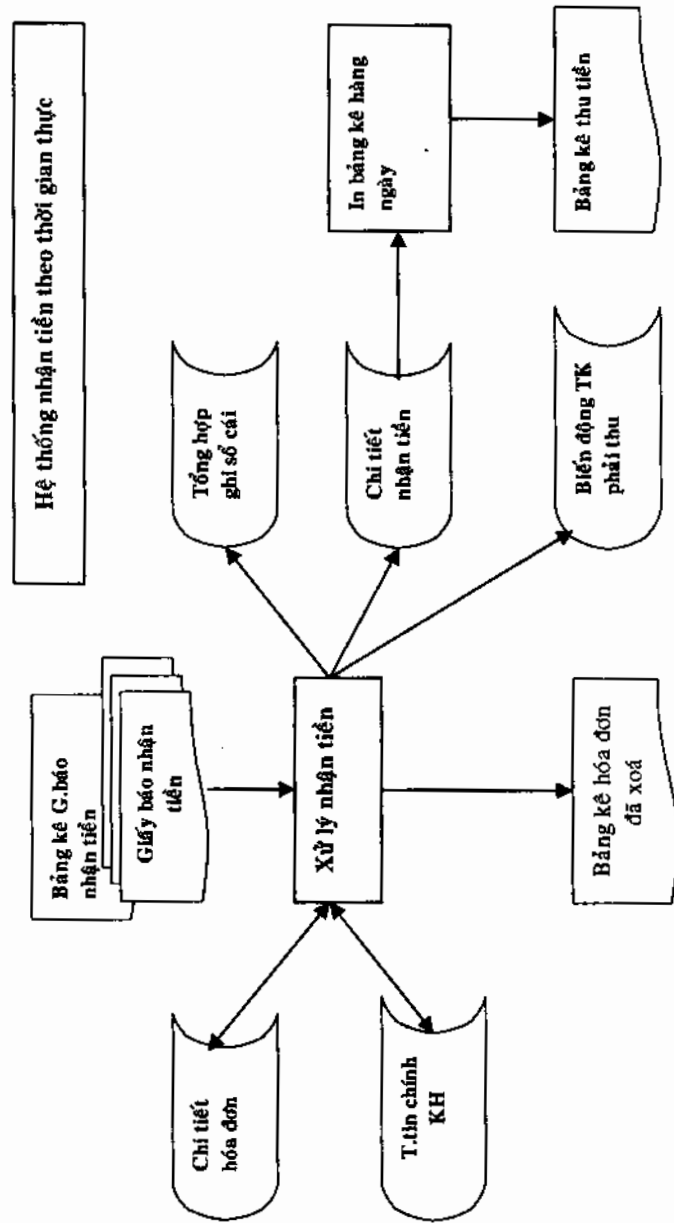 Hệ thống nhận tiền theo thời gian thực
Bảng kê G.báo
nhận tiền
Giấy báo nhận
tiền
Chi tiết
hóa đơn
T.tin chính
KH
Xử lý nhận tiền
Bảng kê hóa đơn
đã xoá
Tổng hợp
ghi sổ cái
Chi tiết
nhận tiền
Biến động TK
phải thu
In bảng kê hàng
ngày
Bảng kê thu tiền